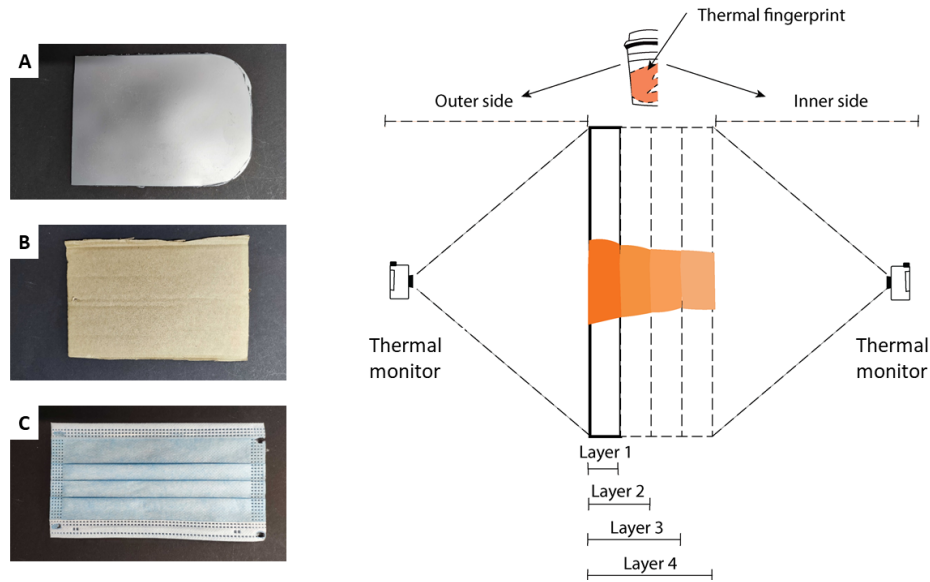 A
B
C
Thermal fingerprint
Outer side
Inner side
Thermal
monitor
Thermal
monitor
Layer 1
Layer 2
Layer 3
Layer 4